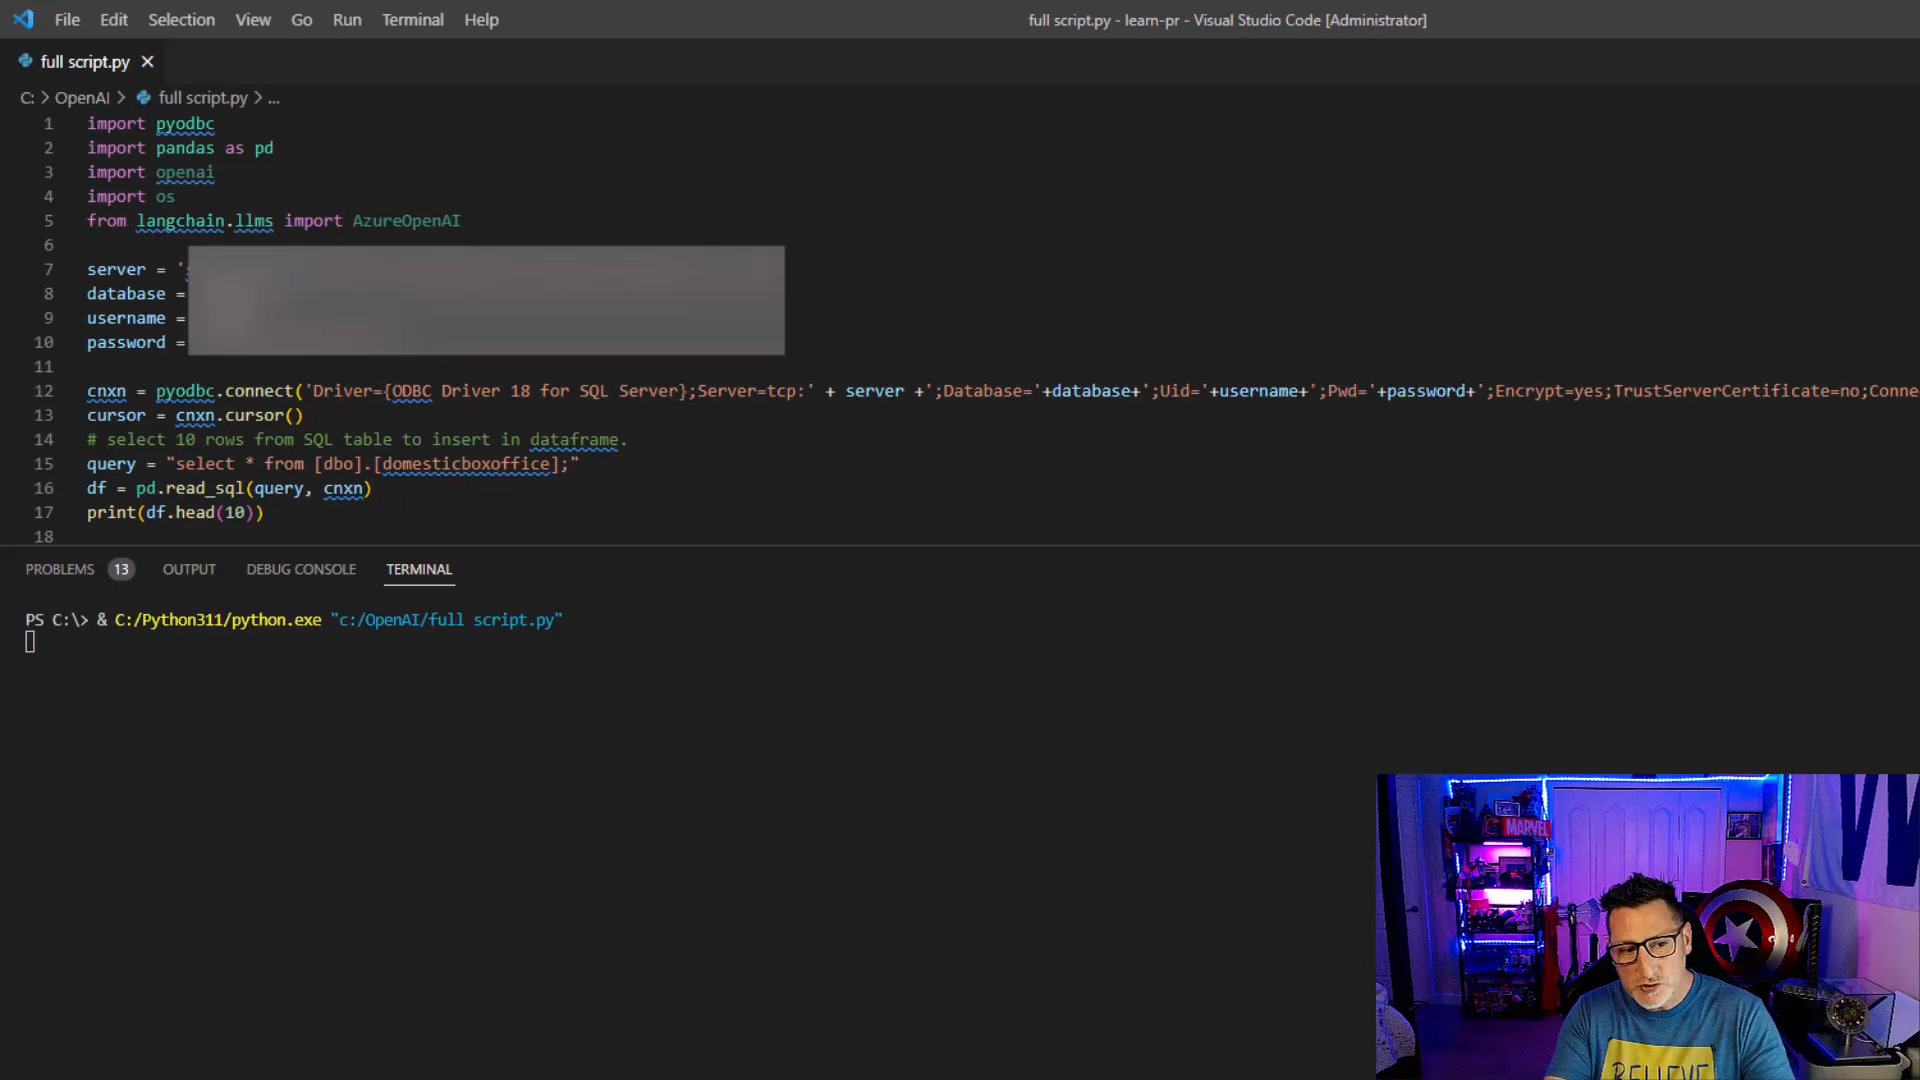 File Edit Selection View Go Run Terminal Help full script.py - learn-pr - Visual Studio Code [Administrator]
full script.py
C: > OpenAI > full script.py > ...
1 import pyodbc
2 import pandas as pd
3 import openai
4 import os
5 from langchain.llms import AzureOpenAI
6
7 server = '
8 database =
9 username =
10 password =
11
12 cnxn = pyodbc.connect('Driver={ODBC Driver 18 for SQL Server};Server=tcp:' + server +';Database='+database+';Uid='+username+';Pwd='+password+';Encrypt=yes;TrustServerCertificate=no;Conne
13 cursor = cnxn.cursor()
14 # select 10 rows from SQL table to insert in dataframe.
15 query = "select * from [dbo].[domesticboxoffice];"
16 df = pd.read_sql(query, cnxn)
17 print(df.head(10))
18
PROBLEMS 13 OUTPUT DEBUG CONSOLE TERMINAL
PS C:\> & C:/Python311/python.exe "c:/OpenAI/full script.py"
MARVEL
W
BELIEVE